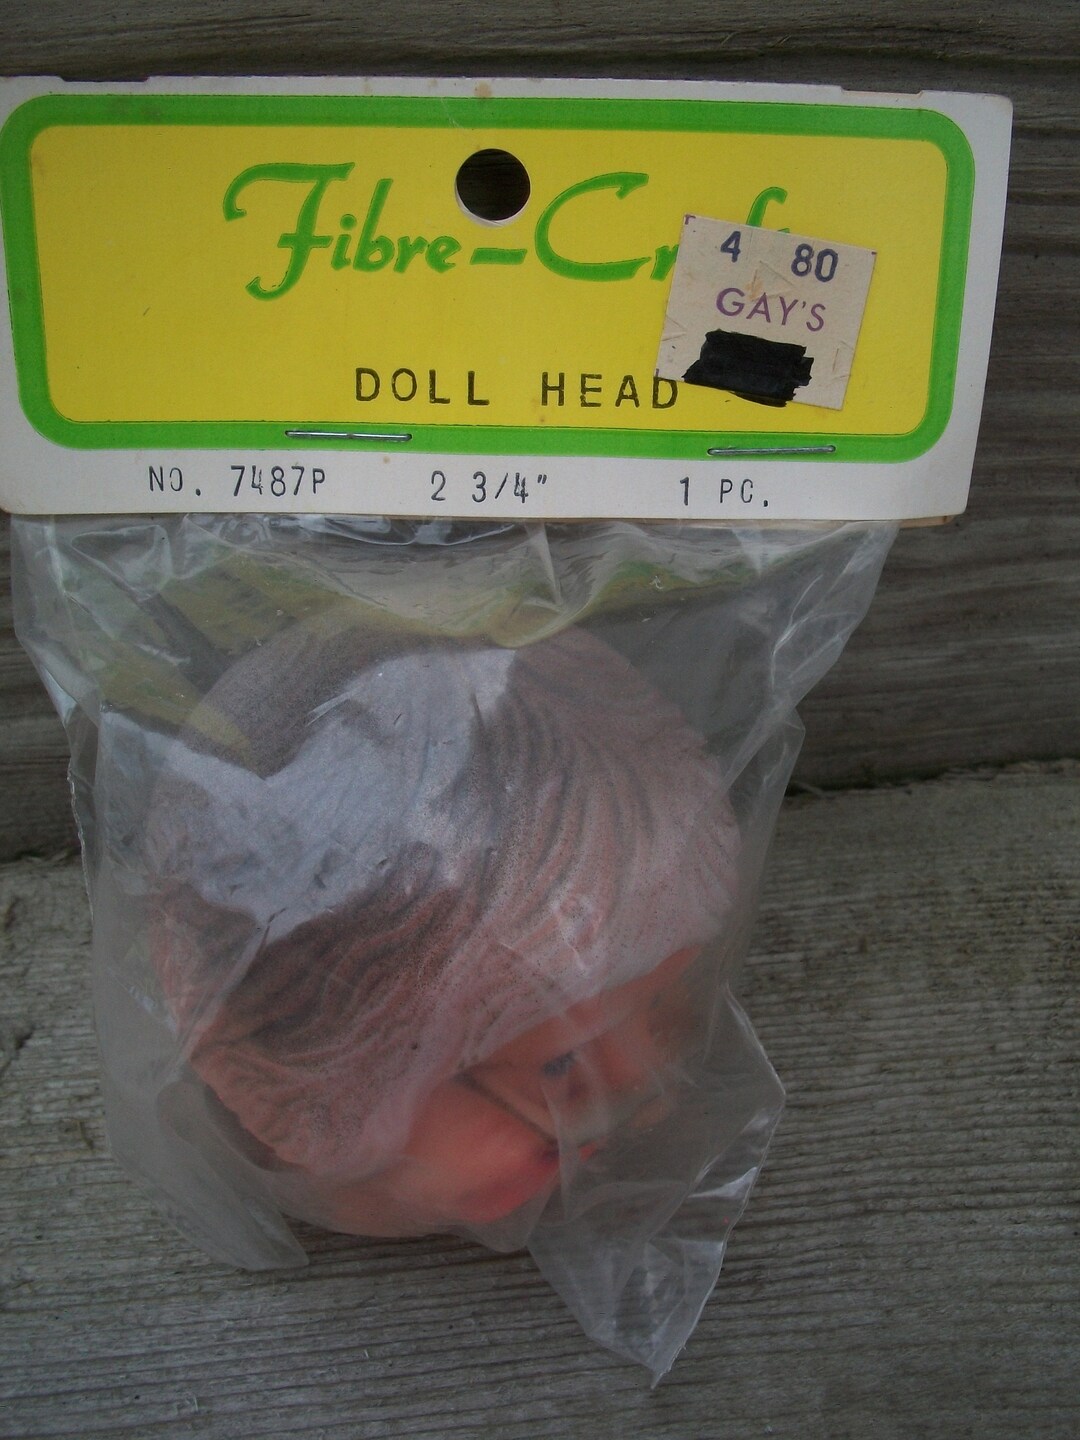 Fibre-Cr
4 80
GAY'S
DOLL HEAD
NO. 7487P 2 3/4" 1 PC.